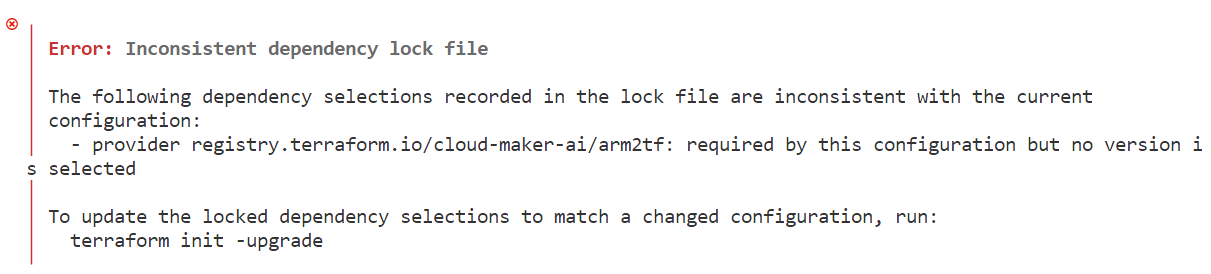 Error: Inconsistent dependency lock file
The following dependency selections recorded in the lock file are inconsistent with the current
configuration:
- provider registry.terraform.io/cloud-maker-ai/arm2tf: required by this configuration but no version i
s selected
To update the locked dependency selections to match a changed configuration, run:
terraform init -upgrade